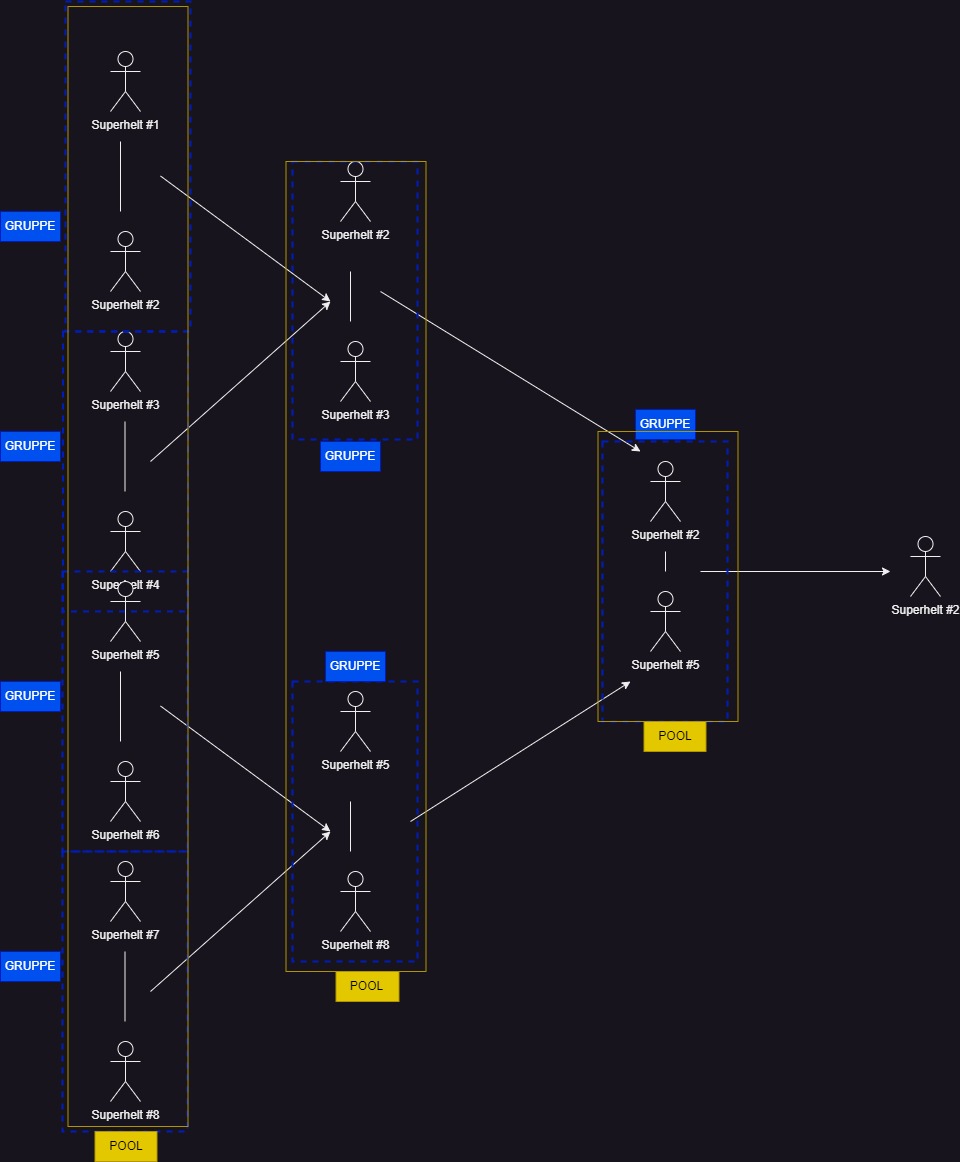 Superhelt #1
GRUPPE
Superhelt #2
Superhelt #3
GRUPPE
Superhelt #4
Superhelt #5
GRUPPE
Superhelt #6
Superhelt #7
GRUPPE
Superhelt #8
POOL
Superhelt #2
Superhelt #3
GRUPPE
GRUPPE
Superhelt #5
Superhelt #8
POOL
GRUPPE
Superhelt #2
Superhelt #5
POOL
Superhelt #2